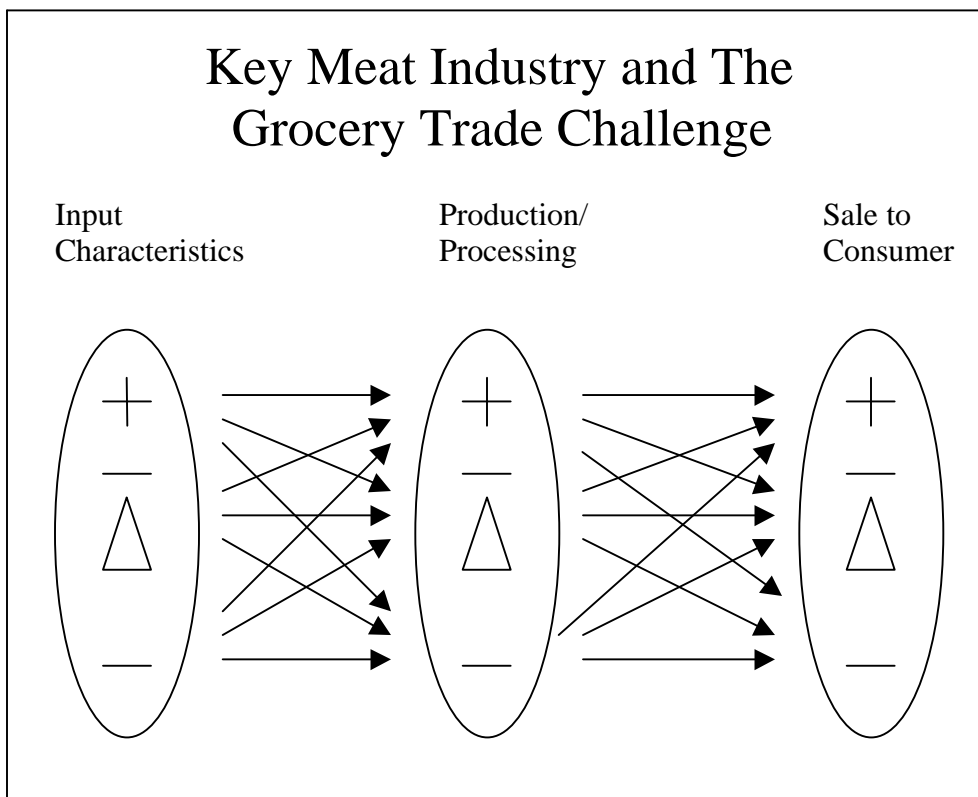 Key Meat Industry and The
Grocery Trade Challenge
Input
Characteristics
Production/
Processing
Sale to
Consumer